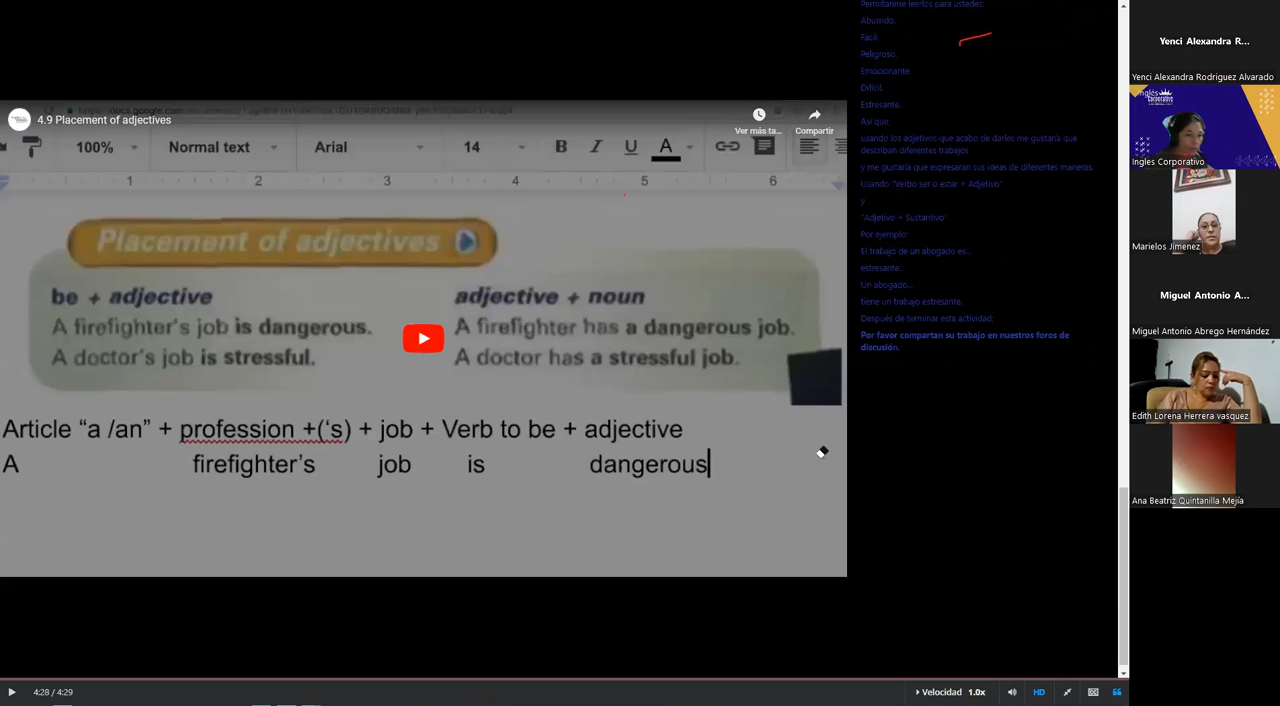 4.9 Placement of adjectives
Ver más ta...
Compartir
100%
Normal text
Arial
14
B I U A
1 2 3 4 5 6
Placement of adjectives
be + adjective
A firefighter's job is dangerous.
A doctor's job is stressful.
adjective + noun
A firefighter has a dangerous job.
A doctor has a stressful job.
Article “a /an” + profession +(‘s) + job + Verb to be + adjective
A firefighter’s job is dangerous
4:28 / 4:29
Velocidad 1.0x
HD
Permítanme leerlos para ustedes:
Aburrido.
Fácil.
Peligroso.
Emocionante.
Difícil.
Estresante.
Así que,
usando los adjetivos que acabo de darles me gustaría que
describan diferentes trabajos
y me gustaría que expresaran sus ideas de diferentes maneras.
Usando "Verbo ser o estar + Adjetivo"
y
"Adjetivo + Sustantivo"
Por ejemplo:
El trabajo de un abogado es...
estresante.
Un abogado...
tiene un trabajo estresante.
Después de terminar esta actividad;
Por favor compartan su trabajo en nuestros foros de
discusión.
Yenci Alexandra R...
Yenci Alexandra Rodriguez Alvarado
Inglés
Corporativo
Ingles Corporativo
Marielos Jimenez
Miguel Antonio A...
Miguel Antonio Abrego Hernández
Edith Lorena Herrera vasquez
Ana Beatriz Quintanilla Mejía